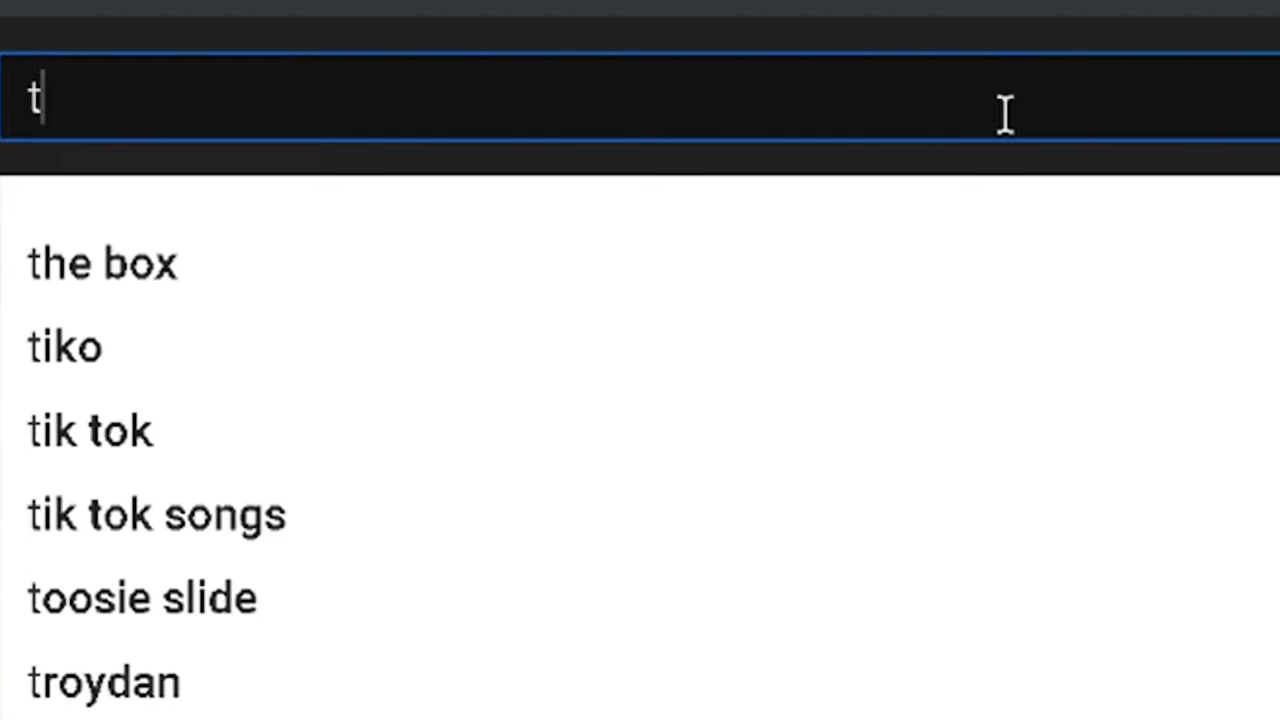 t
the box
tiko
tik tok
tik tok songs
toosie slide
troydan